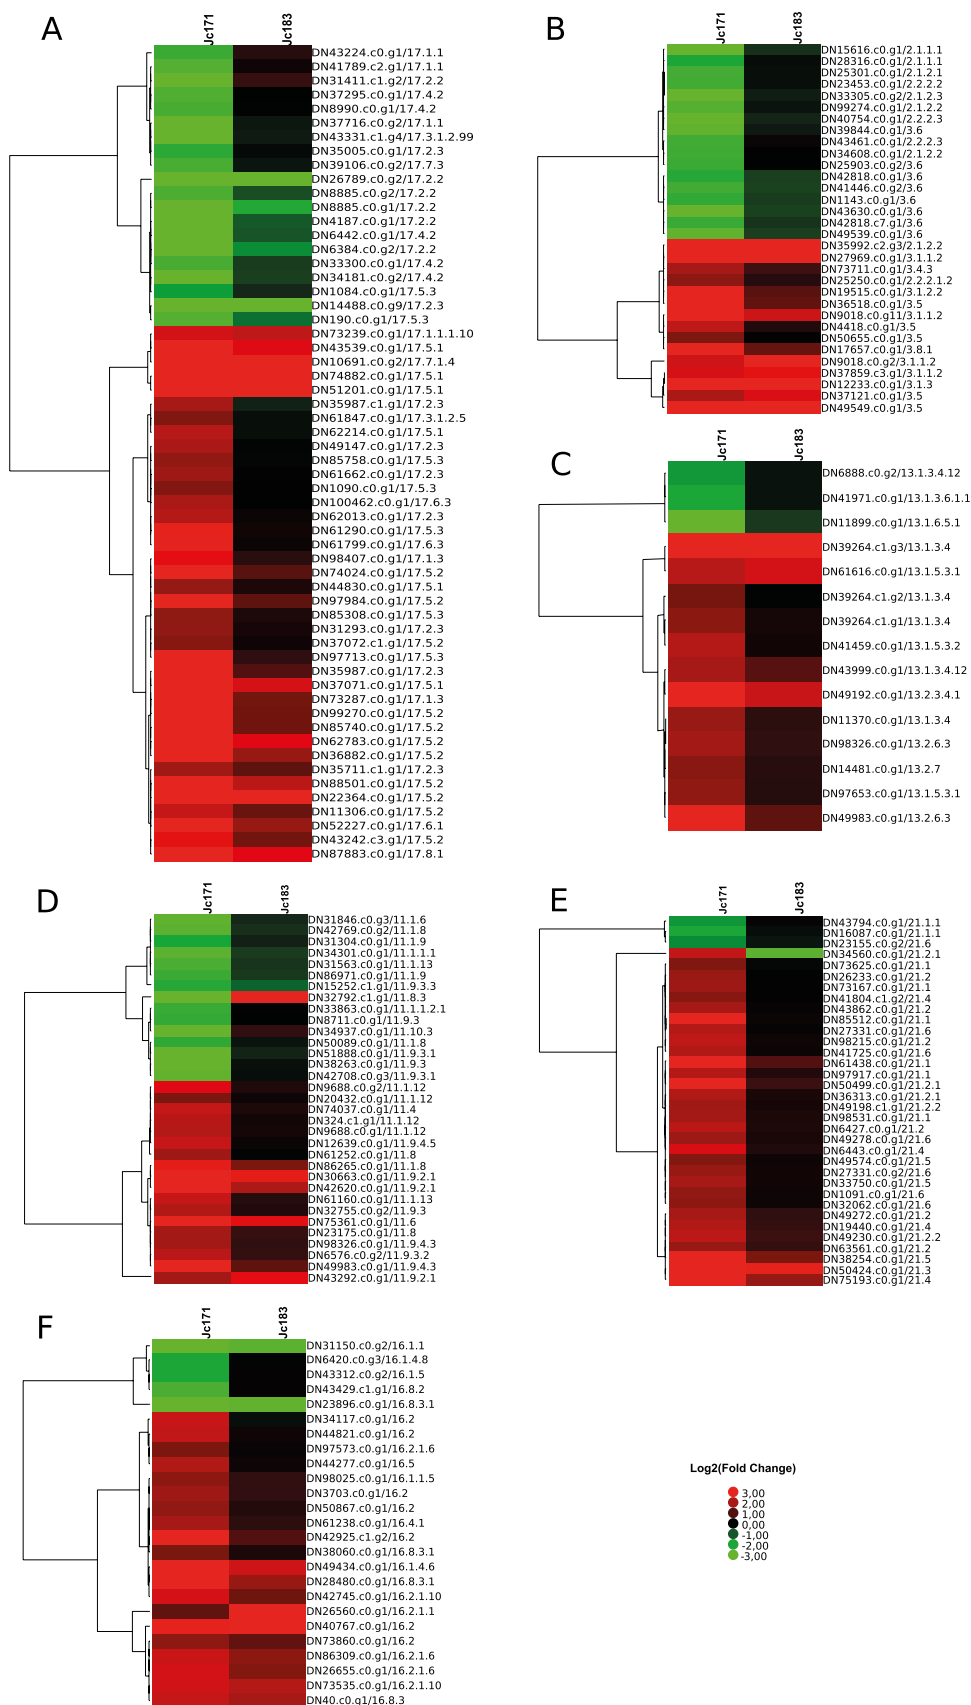 A
Jc171
Jc183
DN43224.c0.g1/17.1.1
DN41789.c2.g1/17.1.1
DN31411.c1.g2/17.2.2
DN37295.c0.g1/17.4.2
DN8990.c0.g1/17.4.2
DN37716.c0.g2/17.1.1
DN43331.c1.g4/17.3.1.2.99
DN35005.c0.g1/17.2.3
DN39106.c0.g2/17.7.3
DN26789.c0.g2/17.2.2
DN8885.c0.g2/17.2.2
DN8885.c0.g1/17.2.2
DN4187.c0.g1/17.2.2
DN6442.c0.g1/17.4.2
DN6384.c0.g2/17.2.2
DN33300.c0.g1/17.4.2
DN34181.c0.g2/17.4.2
DN1084.c0.g1/17.5.3
DN14488.c0.g9/17.2.3
DN190.c0.g1/17.5.3
DN73239.c0.g1/17.1.1.1.10
DN43539.c0.g1/17.5.1
DN10691.c0.g2/17.7.1.4
DN74882.c0.g1/17.5.1
DN51201.c0.g1/17.5.1
DN35987.c1.g1/17.2.3
DN61847.c0.g1/17.3.1.2.5
DN62214.c0.g1/17.5.1
DN49147.c0.g1/17.2.3
DN85758.c0.g1/17.5.3
DN61662.c0.g1/17.2.3
DN1090.c0.g1/17.5.3
DN100462.c0.g1/17.6.3
DN62013.c0.g1/17.2.3
DN61290.c0.g1/17.5.3
DN61799.c0.g1/17.6.3
DN98407.c0.g1/17.1.3
DN74024.c0.g1/17.5.2
DN44830.c0.g1/17.5.1
DN97984.c0.g1/17.5.2
DN85308.c0.g1/17.5.3
DN31293.c0.g1/17.2.3
DN37072.c1.g1/17.5.2
DN97713.c0.g1/17.5.3
DN35987.c0.g1/17.2.3
DN37071.c0.g1/17.5.1
DN73287.c0.g1/17.1.3
DN99270.c0.g1/17.5.2
DN85740.c0.g1/17.5.2
DN62783.c0.g1/17.5.2
DN36882.c0.g1/17.5.2
DN35711.c1.g1/17.2.3
DN88501.c0.g1/17.5.2
DN22364.c0.g1/17.5.2
DN11306.c0.g1/17.5.2
DN52227.c0.g1/17.6.1
DN43242.c3.g1/17.5.2
DN87883.c0.g1/17.8.1
B
Jc171
Jc183
DN15616.c0.g1/2.1.1.1
DN28316.c0.g1/2.1.1.1
DN25301.c0.g1/2.1.2.1
DN23453.c0.g1/2.2.2.2
DN33305.c0.g2/2.1.2.3
DN99274.c0.g1/2.1.2.2
DN40754.c0.g1/2.2.2.3
DN39844.c0.g1/3.6
DN43461.c0.g1/2.2.2.3
DN34608.c0.g1/2.1.2.2
DN25903.c0.g2/3.6
DN42818.c0.g1/3.6
DN41446.c0.g2/3.6
DN1143.c0.g1/3.6
DN43630.c0.g1/3.6
DN42818.c7.g1/3.6
DN49539.c0.g1/3.6
DN35992.c2.g3/2.1.2.2
DN27969.c0.g1/3.1.1.2
DN73711.c0.g1/3.4.3
DN25250.c0.g1/2.2.2.1.2
DN19515.c0.g1/3.1.2.2
DN36518.c0.g1/3.5
DN9018.c0.g11/3.1.1.2
DN4418.c0.g1/3.5
DN50655.c0.g1/3.5
DN17657.c0.g1/3.8.1
DN9018.c0.g2/3.1.1.2
DN37859.c3.g1/3.1.1.2
DN12233.c0.g1/3.1.3
DN37121.c0.g1/3.5
DN49549.c0.g1/3.5
C
Jc171
Jc183
DN6888.c0.g2/13.1.3.4.12
DN41971.c0.g1/13.1.3.6.1.1
DN11899.c0.g1/13.1.6.5.1
DN39264.c1.g3/13.1.3.4
DN61616.c0.g1/13.1.5.3.1
DN39264.c1.g2/13.1.3.4
DN39264.c1.g1/13.1.3.4
DN41459.c0.g1/13.1.5.3.2
DN43999.c0.g1/13.1.3.4.12
DN49192.c0.g1/13.2.3.4.1
DN11370.c0.g1/13.1.3.4
DN98326.c0.g1/13.2.6.3
DN14481.c0.g1/13.2.7
DN97653.c0.g1/13.1.5.3.1
DN49983.c0.g1/13.2.6.3
D
Jc171
Jc183
DN31846.c0.g3/11.1.6
DN42769.c0.g2/11.1.8
DN31304.c0.g1/11.1.9
DN34301.c0.g1/11.1.1.1
DN31563.c0.g1/11.1.13
DN86971.c0.g1/11.1.9
DN15252.c1.g1/11.9.3.3
DN32792.c1.g1/11.8.3
DN33863.c0.g1/11.1.1.2.1
DN8711.c0.g1/11.9.3
DN34937.c0.g1/11.10.3
DN50089.c0.g1/11.1.8
DN51888.c0.g1/11.9.3.1
DN38263.c0.g1/11.9.3
DN42708.c0.g3/11.9.3.1
DN9688.c0.g2/11.1.12
DN20432.c0.g1/11.1.12
DN74037.c0.g1/11.4
DN324.c1.g1/11.1.12
DN9688.c0.g1/11.1.12
DN12639.c0.g1/11.9.4.5
DN61252.c0.g1/11.8
DN86265.c0.g1/11.1.8
DN30663.c0.g1/11.9.2.1
DN42620.c0.g1/11.9.2.1
DN61160.c0.g1/11.1.13
DN32755.c0.g2/11.9.3
DN75361.c0.g1/11.6
DN23175.c0.g1/11.8
DN98326.c0.g1/11.9.4.3
DN6576.c0.g2/11.9.3.2
DN49983.c0.g1/11.9.4.3
DN43292.c0.g1/11.9.2.1
E
Jc171
Jc183
DN43794.c0.g1/21.1.1
DN16087.c0.g1/21.1.1
DN23155.c0.g2/21.6
DN34560.c0.g1/21.2.1
DN73625.c0.g1/21.1
DN26233.c0.g1/21.2
DN73167.c0.g1/21.1
DN41804.c1.g2/21.4
DN43862.c0.g1/21.2
DN85512.c0.g1/21.1
DN27331.c0.g1/21.6
DN98215.c0.g1/21.2
DN41725.c0.g1/21.6
DN61438.c0.g1/21.1
DN97917.c0.g1/21.1
DN50499.c0.g1/21.2.1
DN36313.c0.g1/21.2.1
DN49198.c1.g1/21.2.2
DN98531.c0.g1/21.1
DN6427.c0.g1/21.2
DN49278.c0.g1/21.6
DN6443.c0.g1/21.4
DN49574.c0.g1/21.5
DN27331.c0.g2/21.6
DN33750.c0.g1/21.5
DN1091.c0.g1/21.6
DN32062.c0.g1/21.6
DN49272.c0.g1/21.2
DN19440.c0.g1/21.4
DN49230.c0.g1/21.2.2
DN63561.c0.g1/21.2
DN38254.c0.g1/21.5
DN50424.c0.g1/21.3
DN75193.c0.g1/21.4
F
Jc171
Jc183
DN31150.c0.g2/16.1.1
DN6420.c0.g3/16.1.4.8
DN43312.c0.g2/16.1.5
DN43429.c1.g1/16.8.2
DN23896.c0.g1/16.8.3.1
DN34117.c0.g1/16.2
DN44821.c0.g1/16.2
DN97573.c0.g1/16.2.1.6
DN44277.c0.g1/16.5
DN98025.c0.g1/16.1.1.5
DN3703.c0.g1/16.2
DN50867.c0.g1/16.2
DN61238.c0.g1/16.4.1
DN42925.c1.g2/16.2
DN38060.c0.g1/16.8.3.1
DN49434.c0.g1/16.1.4.6
DN28480.c0.g1/16.8.3.1
DN42745.c0.g1/16.2.1.10
DN26560.c0.g1/16.2.1.1
DN40767.c0.g1/16.2
DN73860.c0.g1/16.2
DN86309.c0.g1/16.2.1.6
DN26655.c0.g1/16.2.1.6
DN73535.c0.g1/16.2.1.10
DN40.c0.g1/16.8.3
Log2(Fold Change)
3,00
2,00
1,00
0,00
-1,00
-2,00
-3,00